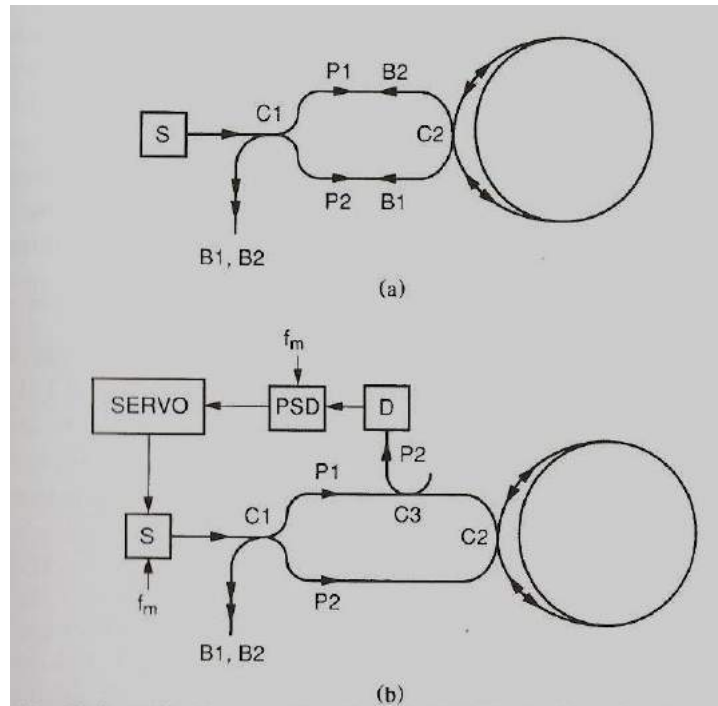 P1 B2
C1
S
C2
P2 B1
B1, B2
(a)
fm
SERVO
PSD
D
P2
P1
C3
C1
C2
S
fm
P2
B1, B2
(b)